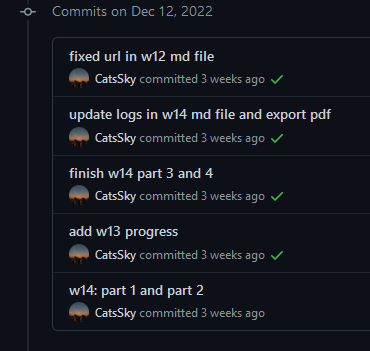 Commits on Dec 12, 2022
fixed url in w12 md file
CatsSky committed 3 weeks ago
update logs in w14 md file and export pdf
CatsSky committed 3 weeks ago
finish w14 part 3 and 4
CatsSky committed 3 weeks ago
add w13 progress
CatsSky committed 3 weeks ago
w14: part 1 and part 2
CatsSky committed 3 weeks ago